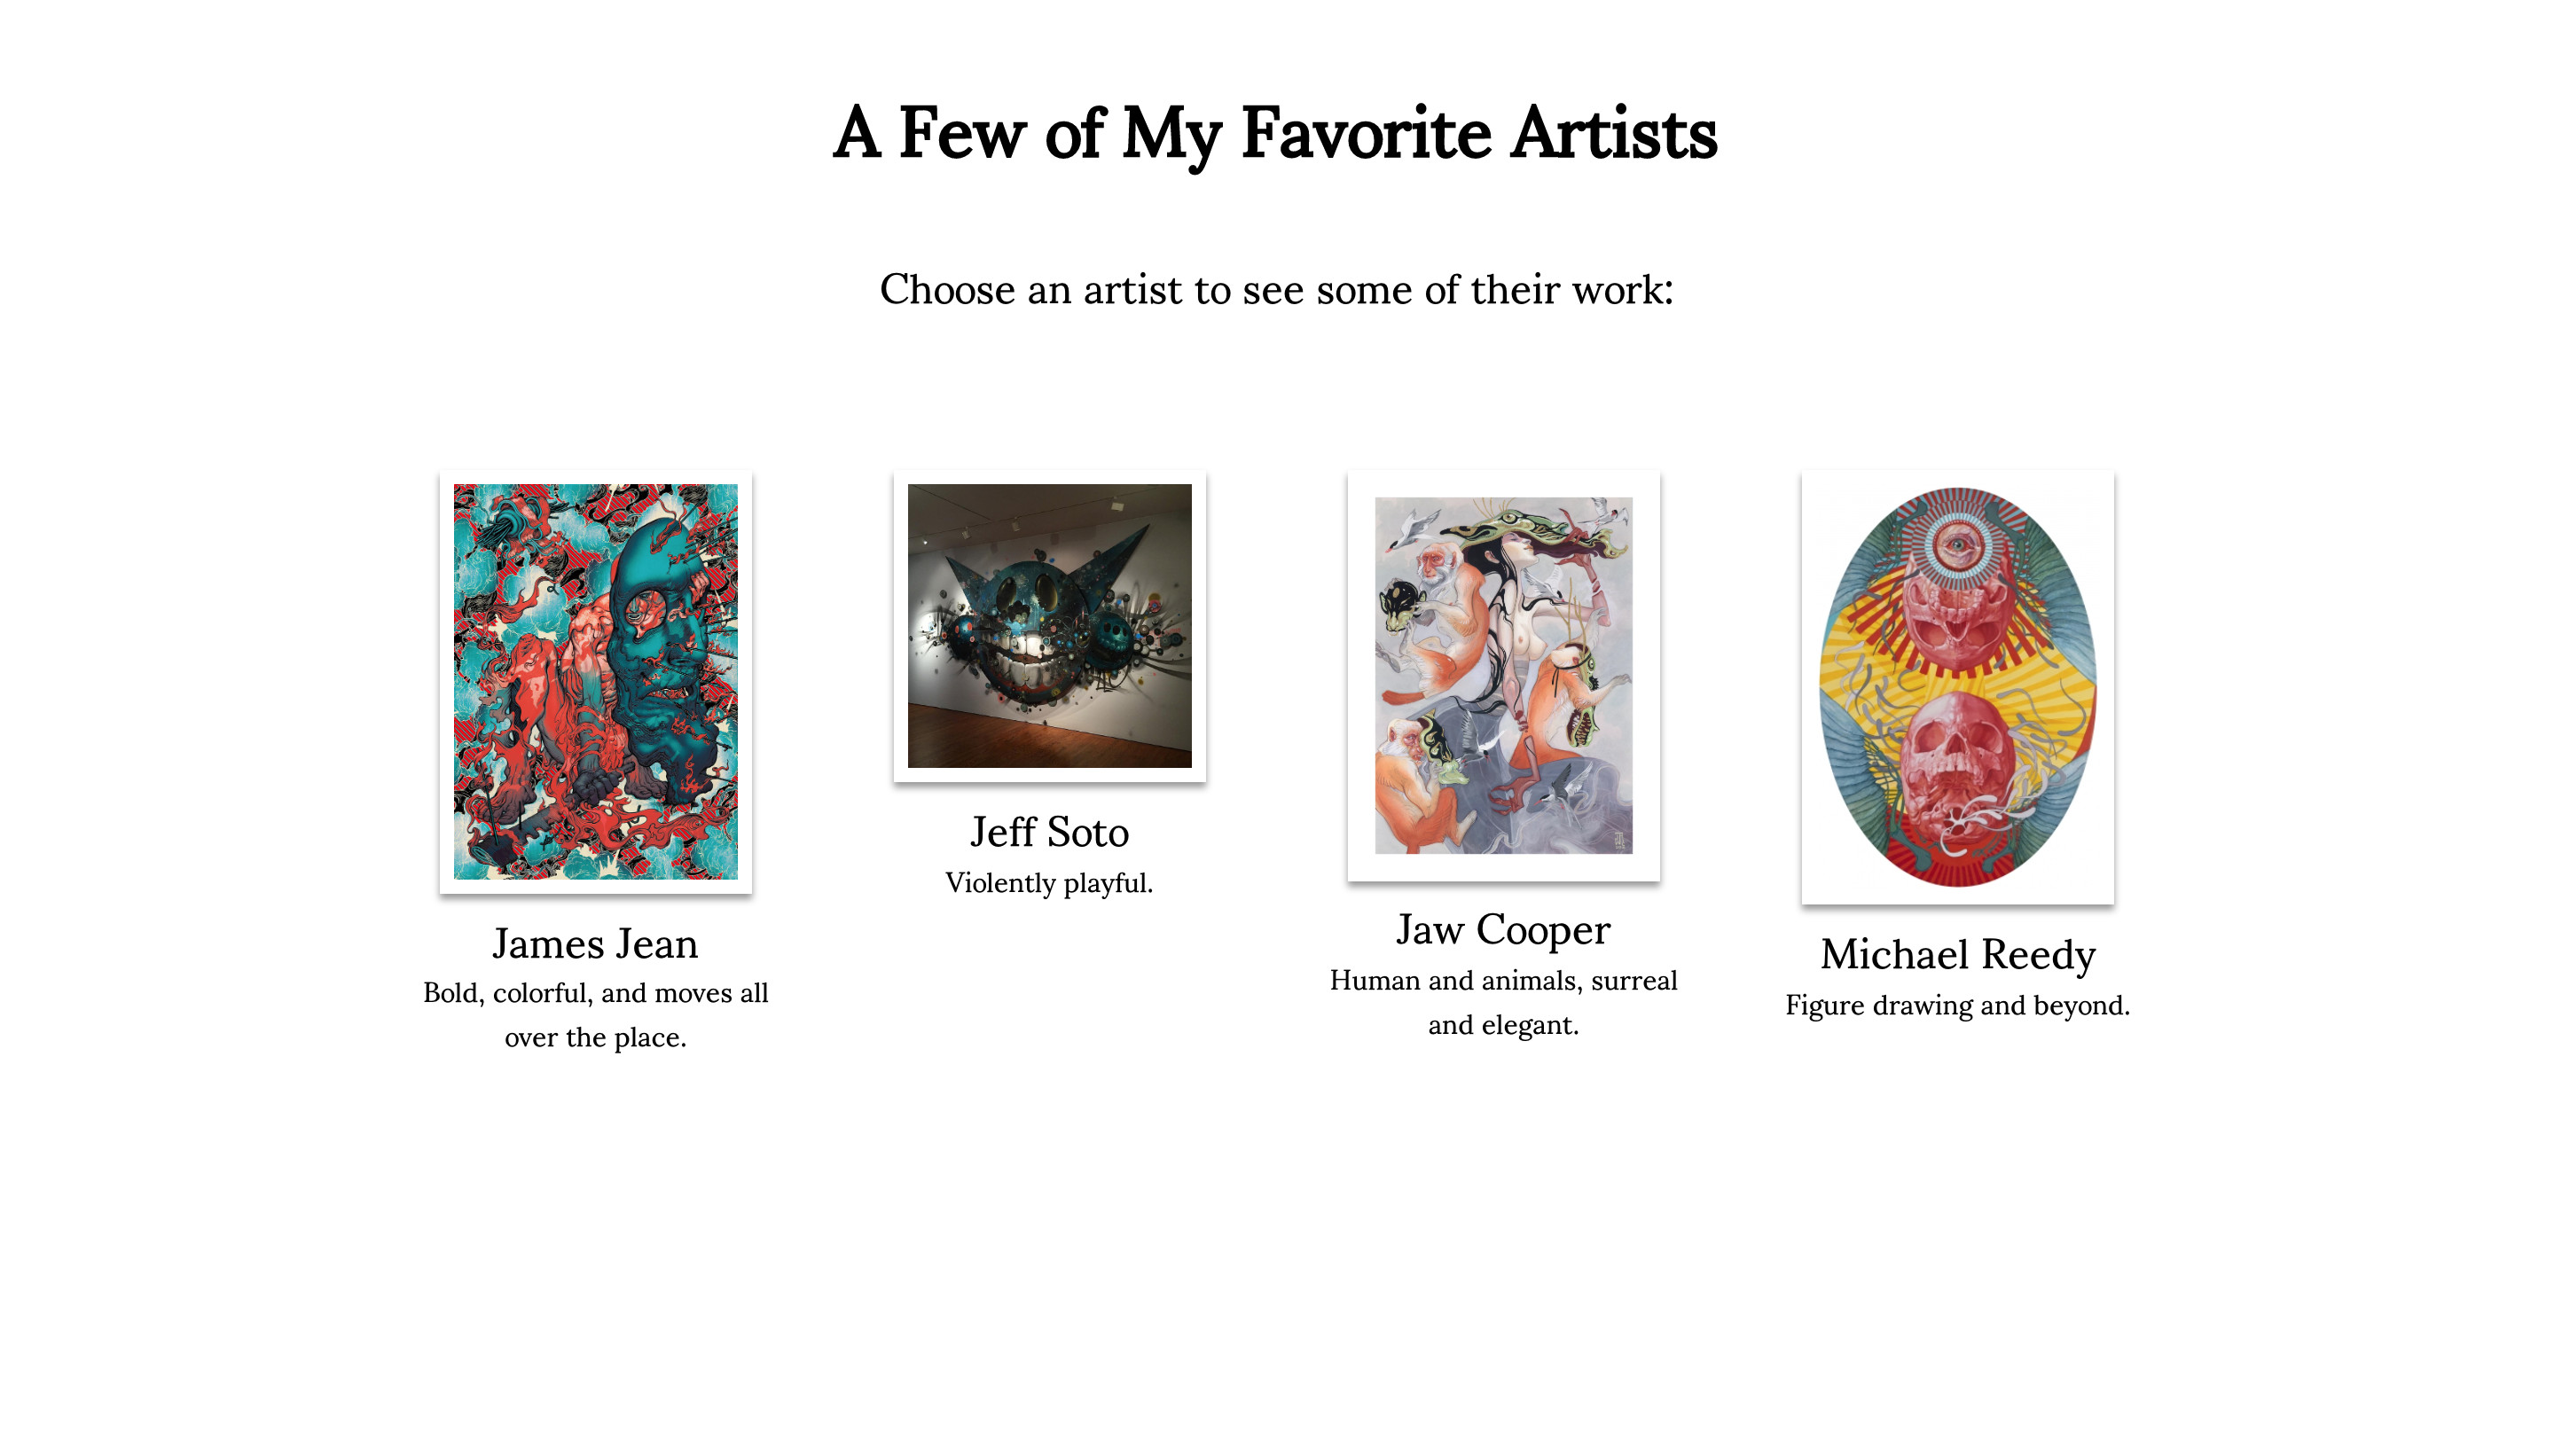 A Few of My Favorite Artists
Choose an artist to see some of their work:
James Jean
Bold, colorful, and moves all
over the place.
Jeff Soto
Violently playful.
Jaw Cooper
Human and animals, surreal
and elegant.
Michael Reedy
Figure drawing and beyond.